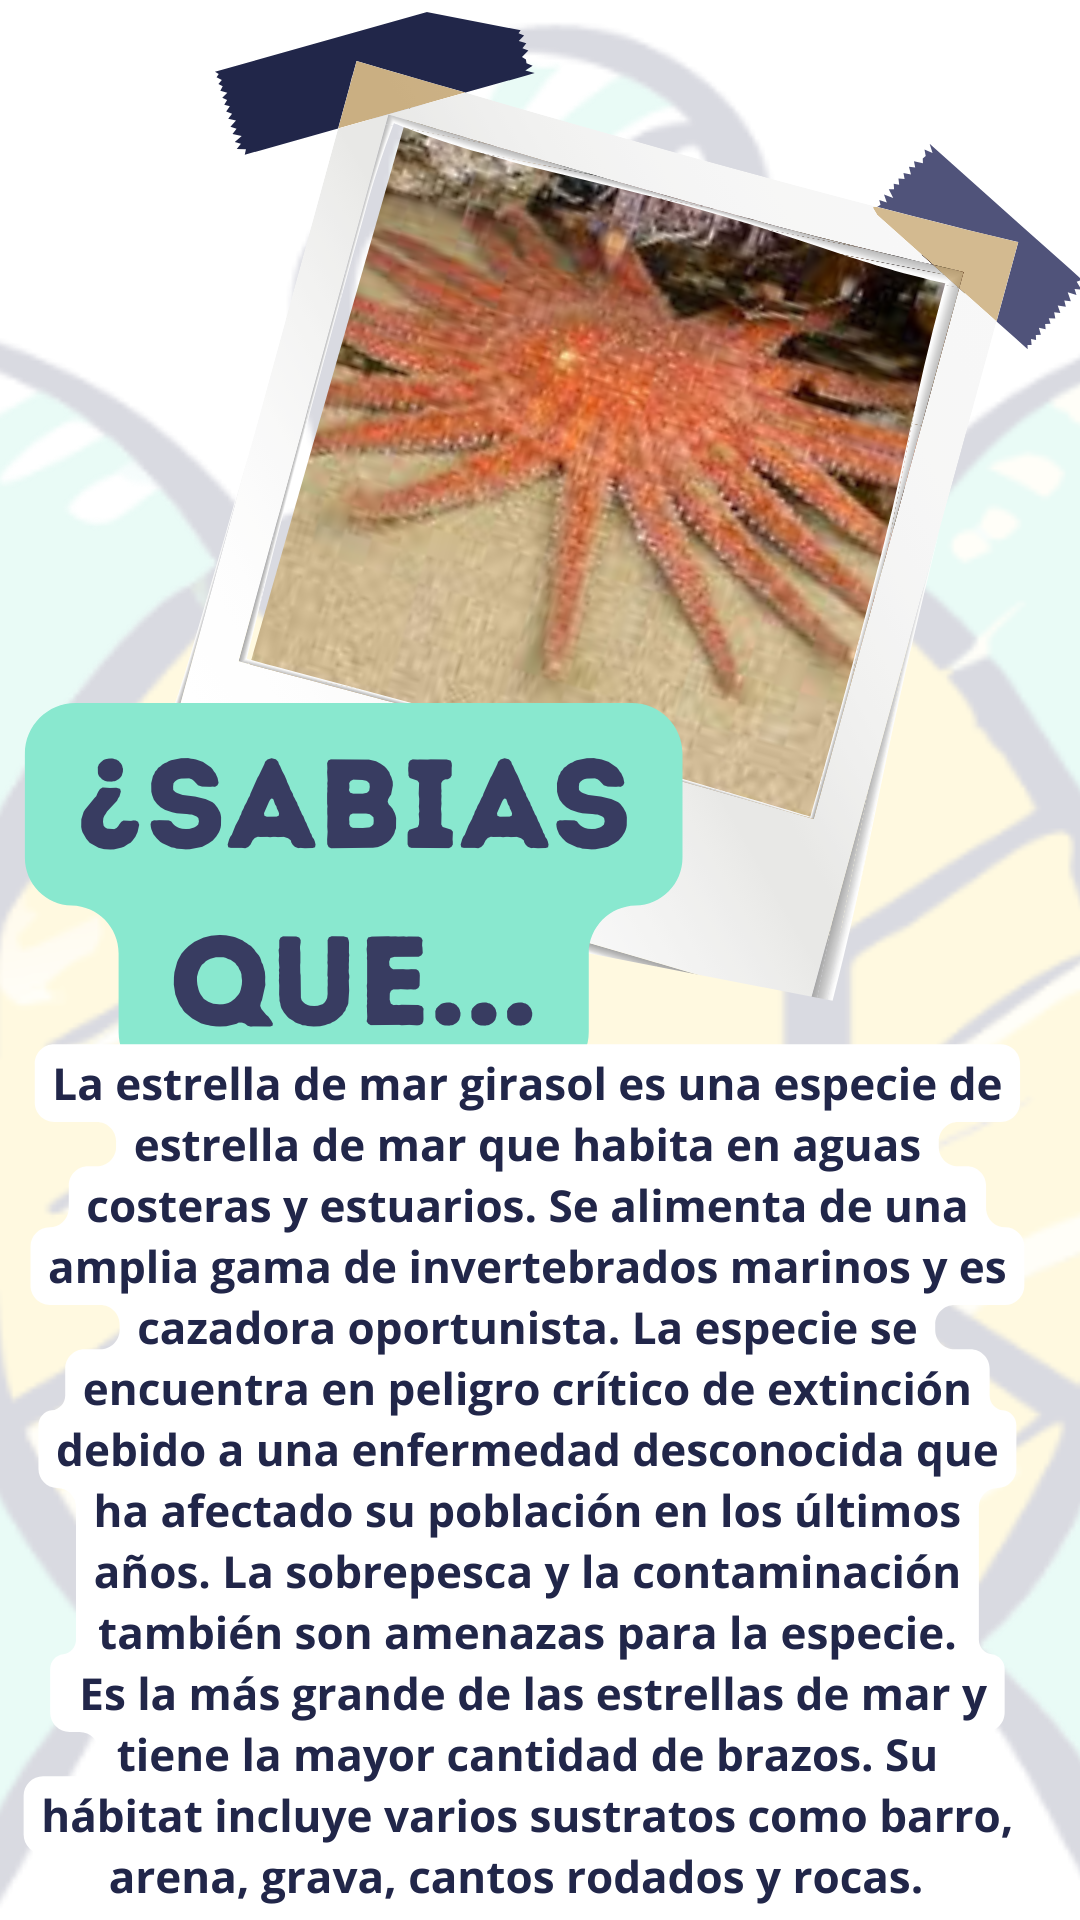 ¿SABIAS
QUE...
La estrella de mar girasol es una especie de
estrella de mar que habita en aguas
costeras y estuarios. Se alimenta de una
amplia gama de invertebrados marinos y es
cazadora oportunista. La especie se
encuentra en peligro crítico de extinción
debido a una enfermedad desconocida que
ha afectado su población en los últimos
años. La sobrepesca y la contaminación
también son amenazas para la especie.
Es la más grande de las estrellas de mar y
tiene la mayor cantidad de brazos. Su
hábitat incluye varios sustratos como barro,
arena, grava, cantos rodados y rocas.